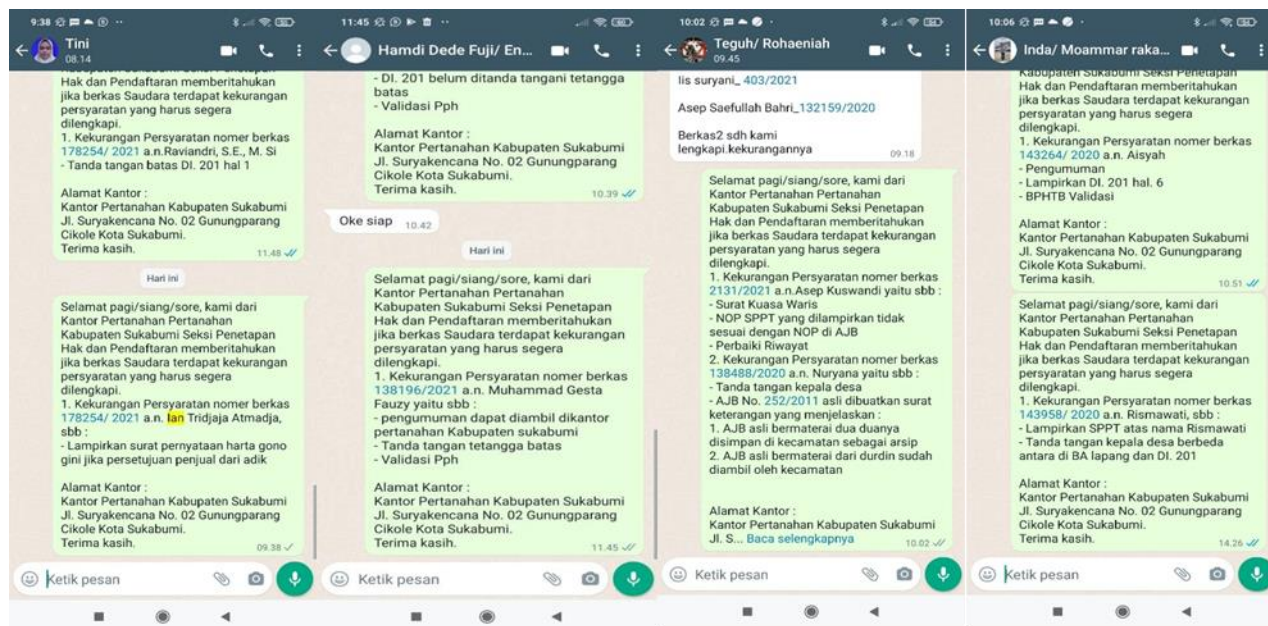 9:38
Tini
08.14
Kabupaten Sukabumi Seksi Penetapan
Hak dan Pendaftaran memberitahukan
jika berkas Saudara terdapat kekurangan
persyaratan yang harus segera
dilengkapi.
1. Kekurangan Persyaratan nomer berkas
178254/ 2021 a.n.Raviandri, S.E., M. Si
- Tanda tangan batas DI. 201 hal 1
Alamat Kantor :
Kantor Pertanahan Kabupaten Sukabumi
Jl. Suryakencana No. 02 Gunungparang
Cikole Kota Sukabumi.
Terima kasih.
11.48
Hari ini
Selamat pagi/siang/sore, kami dari
Kantor Pertanahan Pertanahan
Kabupaten Sukabumi Seksi Penetapan
Hak dan Pendaftaran memberitahukan
jika berkas Saudara terdapat kekurangan
persyaratan yang harus segera
dilengkapi.
1. Kekurangan Persyaratan nomer berkas
178254/ 2021 a.n. Ian Tridjaja Atmadja,
sbb :
- Lampirkan surat pernyataan harta gono
gini jika persetujuan penjual dari adik
Alamat Kantor :
Kantor Pertanahan Kabupaten Sukabumi
Jl. Suryakencana No. 02 Gunungparang
Cikole Kota Sukabumi.
Terima kasih.
09.38
Ketik pesan
11:45
Hamdi Dede Fuji/ En...
- DI. 201 belum ditanda tangani tetangga
batas
- Validasi Pph
Alamat Kantor :
Kantor Pertanahan Kabupaten Sukabumi
Jl. Suryakencana No. 02 Gunungparang
Cikole Kota Sukabumi.
Terima kasih.
10.39
Oke siap
10.42
Hari ini
Selamat pagi/siang/sore, kami dari
Kantor Pertanahan Pertanahan
Kabupaten Sukabumi Seksi Penetapan
Hak dan Pendaftaran memberitahukan
jika berkas Saudara terdapat kekurangan
persyaratan yang harus segera
dilengkapi.
1. Kekurangan Persyaratan nomer berkas
138196/2021 a.n. Muhammad Gesta
Fauzy yaitu sbb :
- pengumuman dapat diambil dikantor
pertanahan Kabupaten sukabumi
- Tanda tangan tetangga batas
- Validasi Pph
Alamat Kantor :
Kantor Pertanahan Kabupaten Sukabumi
Jl. Suryakencana No. 02 Gunungparang
Cikole Kota Sukabumi.
Terima kasih.
11.45
Ketik pesan
10:02
Teguh/ Rohaeniah
09.45
Iis suryani_ 403/2021
Asep Saefullah Bahri_132159/2020
Berkas2 sdh kami
lengkapi.kekurangannya
09.18
Selamat pagi/siang/sore, kami dari
Kantor Pertanahan Pertanahan
Kabupaten Sukabumi Seksi Penetapan
Hak dan Pendaftaran memberitahukan
jika berkas Saudara terdapat kekurangan
persyaratan yang harus segera
dilengkapi.
1. Kekurangan Persyaratan nomer berkas
2131/2021 a.n.Asep Kuswandi yaitu sbb :
- Surat Kuasa Waris
- NOP SPPT yang dilampirkan tidak
sesuai dengan NOP di AJB
- Perbaiki Riwayat
2. Kekurangan Persyaratan nomer berkas
138488/2020 a.n. Nuryana yaitu sbb :
- Tanda tangan kepala desa
- AJB No. 252/2011 asli dibuatkan surat
keterangan yang menjelaskan :
1. AJB asli bermaterai dua duanya
disimpan di kecamatan sebagai arsip
2. AJB asli bermaterai dari durdin sudah
diambil oleh kecamatan
Alamat Kantor :
Kantor Pertanahan Kabupaten Sukabumi
Jl. S... Baca selengkapnya
10.02
Ketik pesan
10:06
Inda/ Moammar raka...
Kabupaten Sukabumi Seksi Penetapan
Hak dan Pendaftaran memberitahukan
jika berkas Saudara terdapat kekurangan
persyaratan yang harus segera
dilengkapi.
1. Kekurangan Persyaratan nomer berkas
143264/ 2020 a.n. Aisyah
- Pengumuman
- Lampirkan DI. 201 hal. 6
- BPHTB Validasi
Alamat Kantor :
Kantor Pertanahan Kabupaten Sukabumi
Jl. Suryakencana No. 02 Gunungparang
Cikole Kota Sukabumi.
Terima kasih.
10.51
Selamat pagi/siang/sore, kami dari
Kantor Pertanahan Pertanahan
Kabupaten Sukabumi Seksi Penetapan
Hak dan Pendaftaran memberitahukan
jika berkas Saudara terdapat kekurangan
persyaratan yang harus segera
dilengkapi.
1. Kekurangan Persyaratan nomer berkas
143958/ 2020 a.n. Rismawati, sbb :
- Lampirkan SPPT atas nama Rismawati
- Tanda tangan kepala desa berbeda
antara di BA lapang dan DI. 201
Alamat Kantor :
Kantor Pertanahan Kabupaten Sukabumi
Jl. Suryakencana No. 02 Gunungparang
Cikole Kota Sukabumi.
Terima kasih.
14.26
Ketik pesan